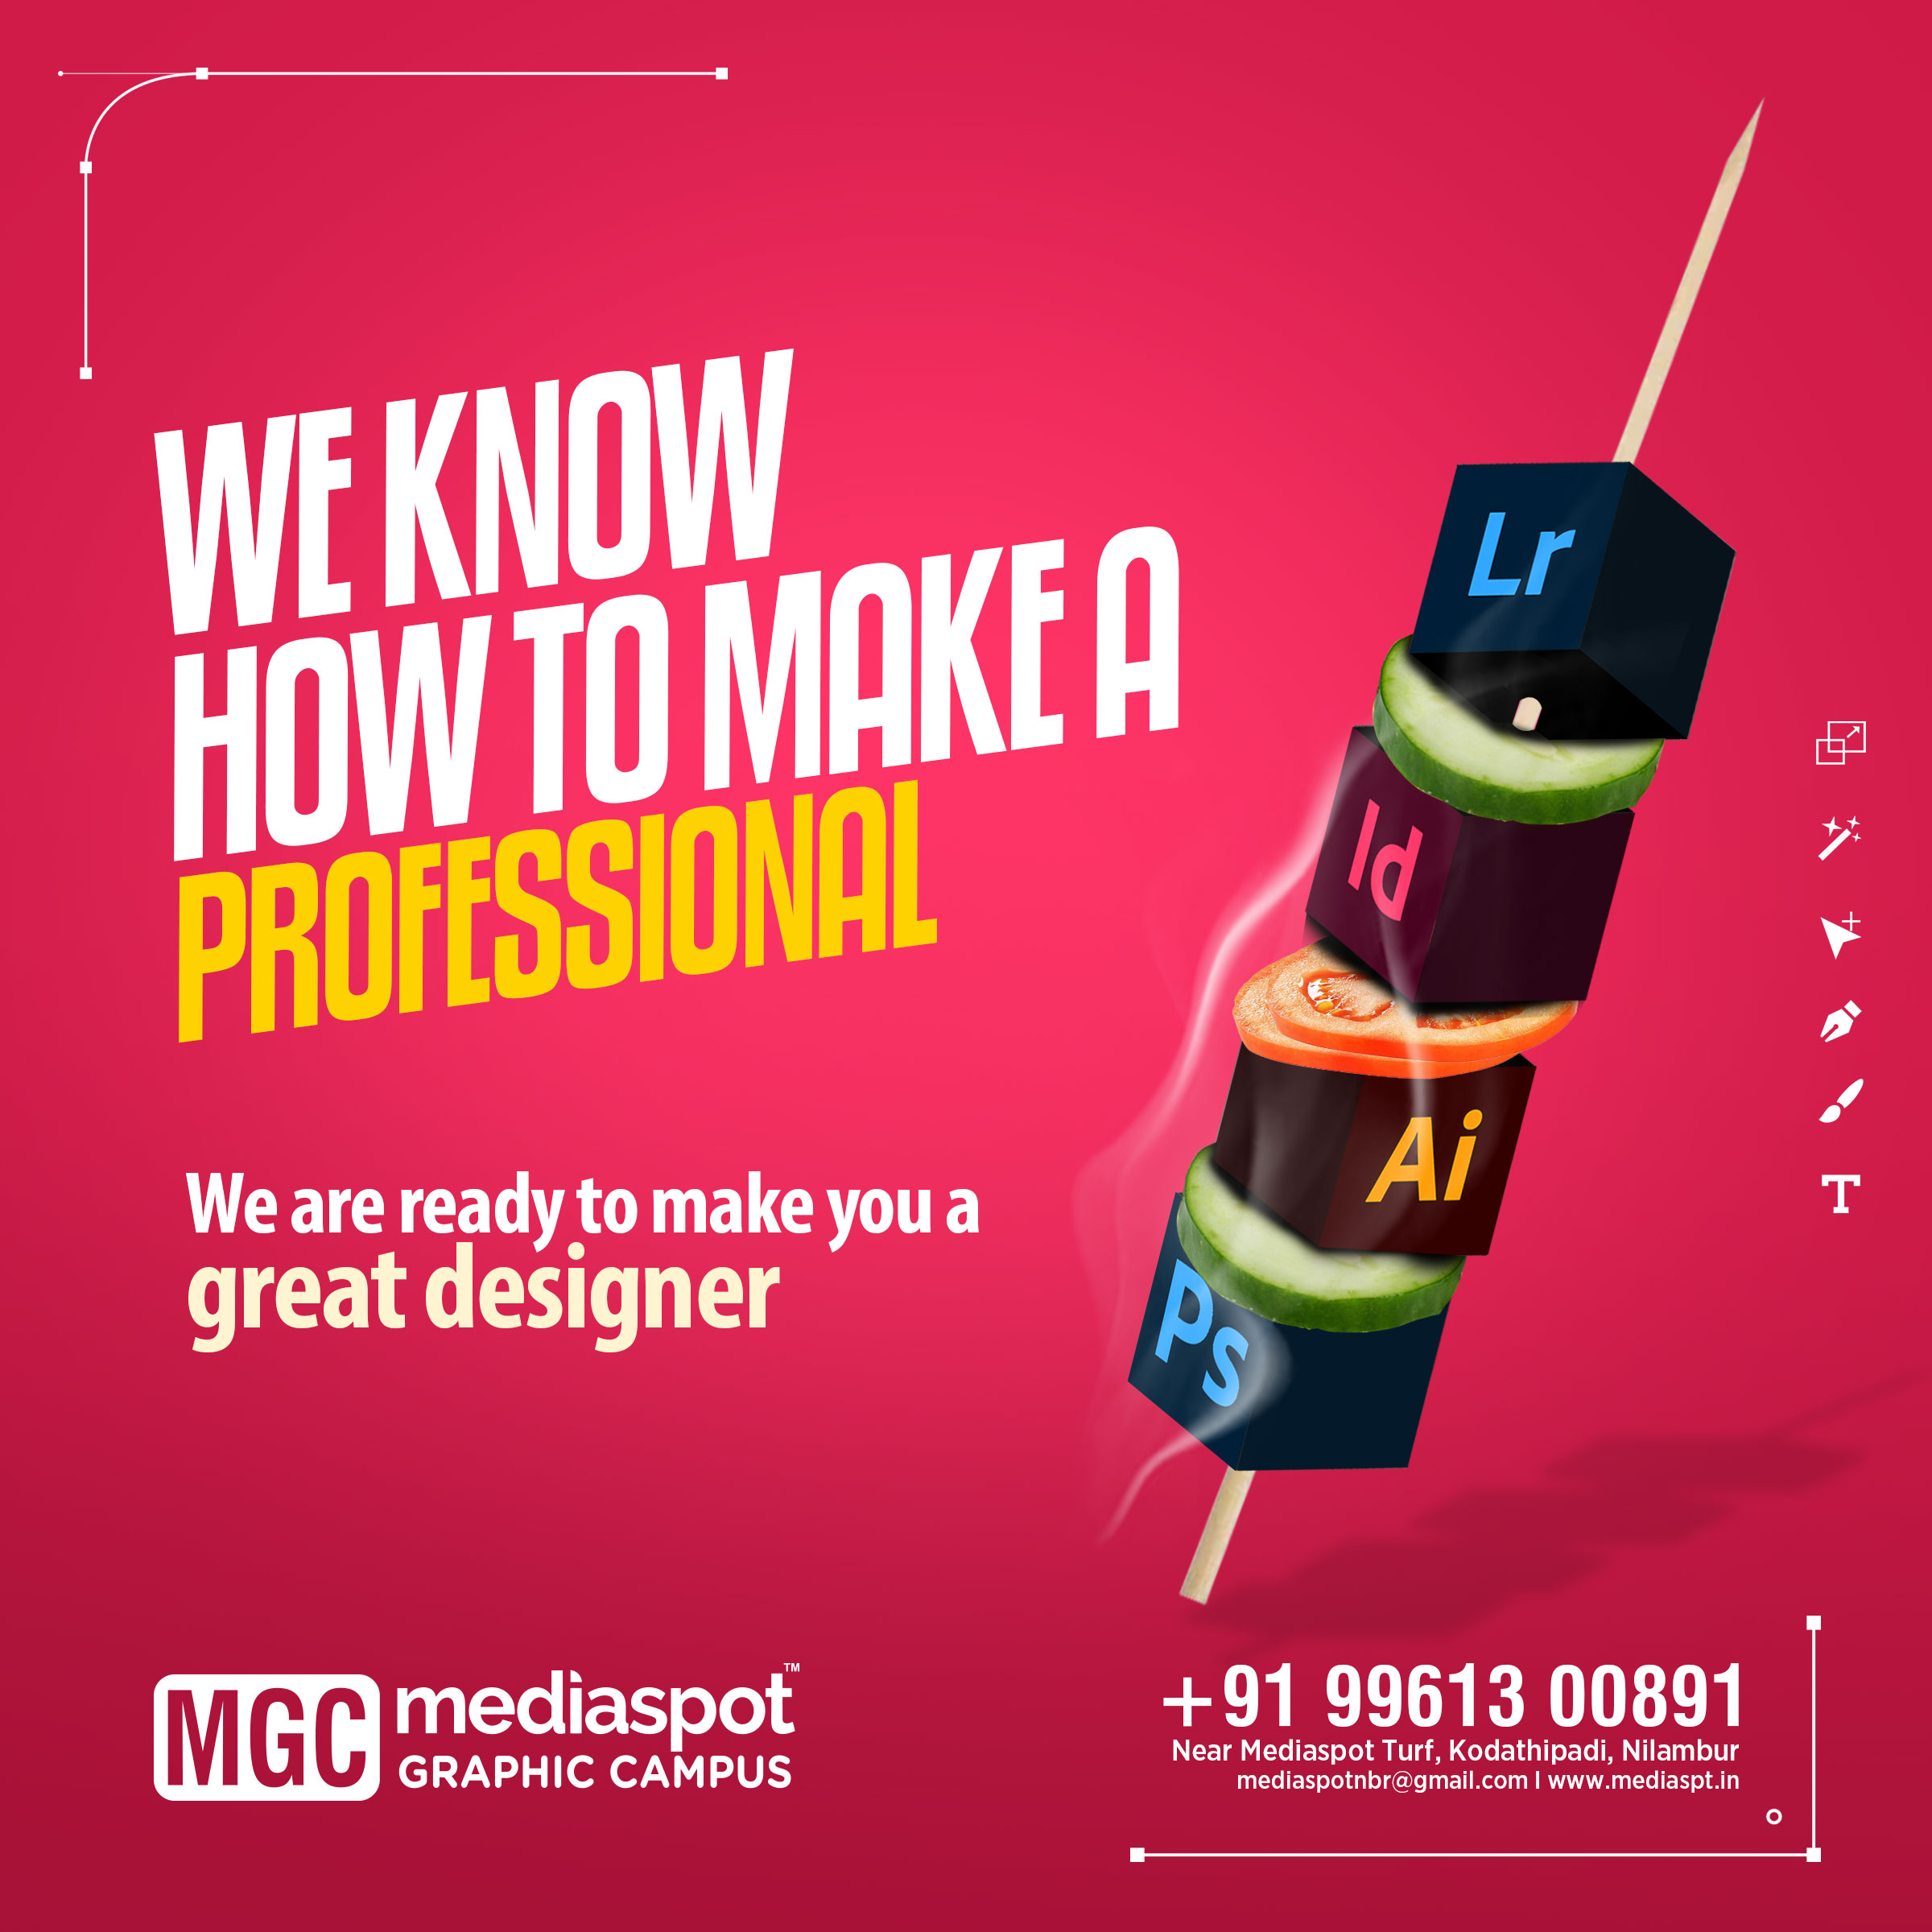 WE KNOW
HOW TO MAKE A
PROFESSIONAL
We are ready to make you a
great designer
Lr
Id
Ai
Ps
MGC
mediaspot™
GRAPHIC CAMPUS
+91 99613 00891
Near Mediaspot Turf, Kodathipadi, Nilambur
mediaspotnbr@gmail.com I www.mediaspt.in